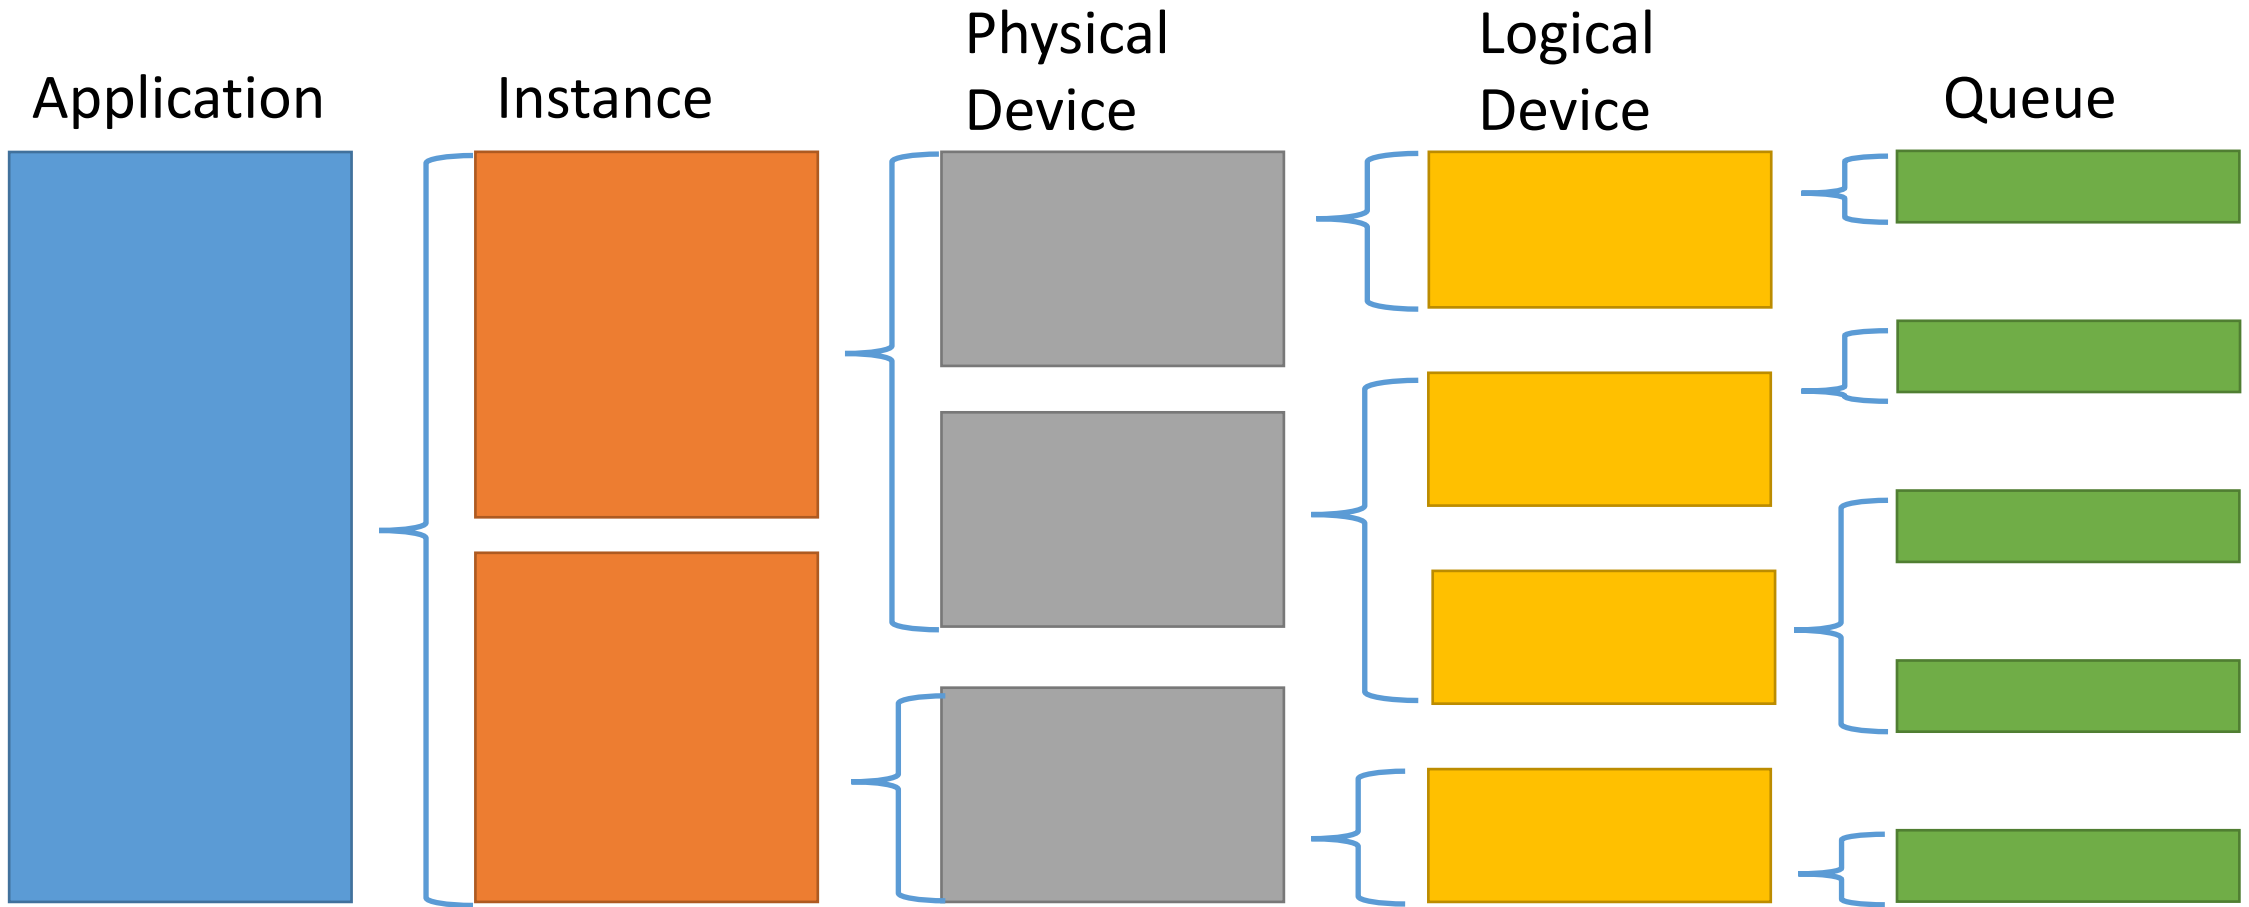 Application
Instance
Physical
Device
Logical
Device
Queue